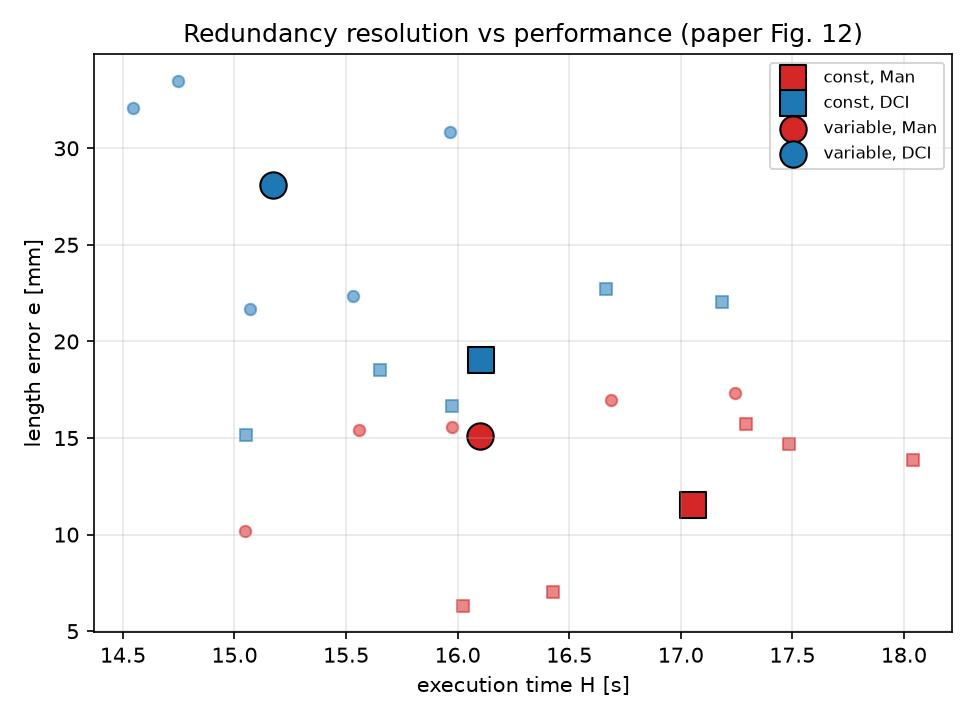 Redundancy resolution vs performance (paper Fig. 12)
const, Man
const, DCI
variable, Man
variable, DCI
length error e [mm]
30
25
20
15
10
5
14.5 15.0 15.5 16.0 16.5 17.0 17.5 18.0
execution time H [s]